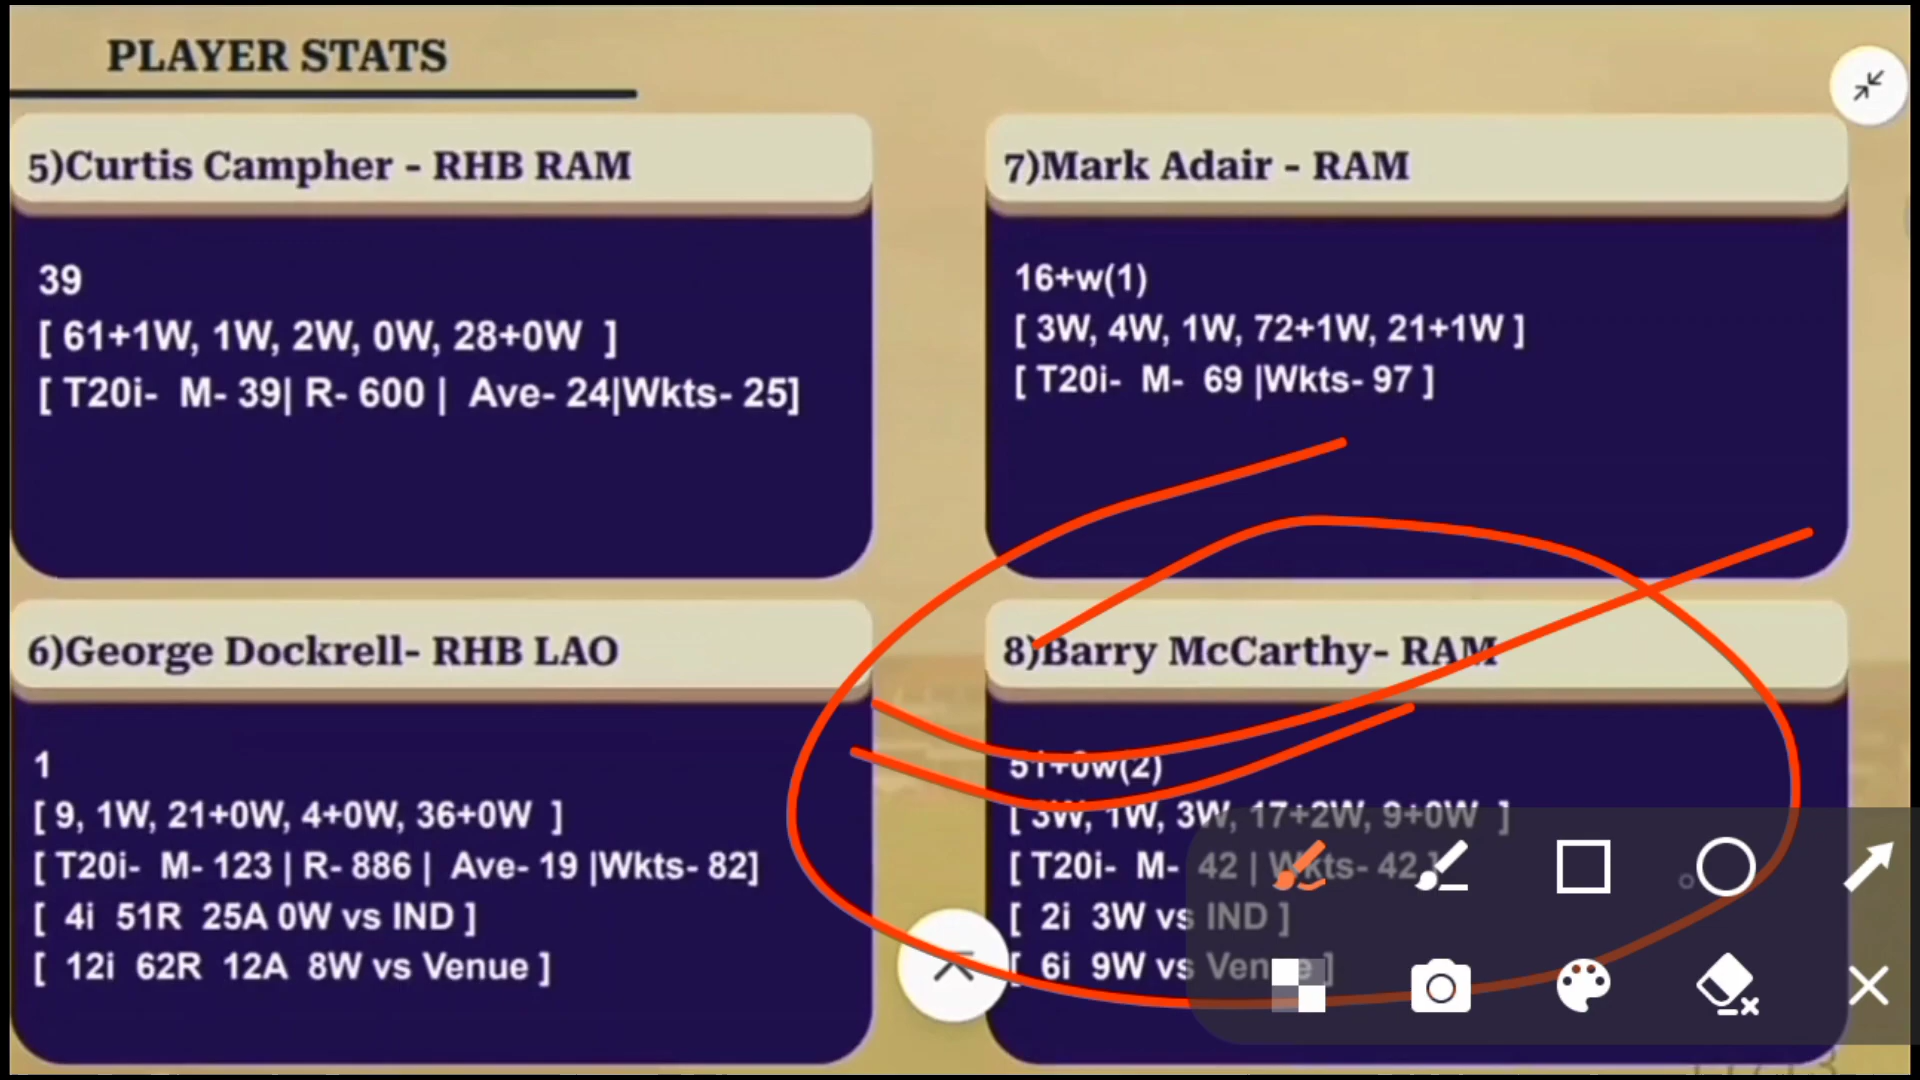 PLAYER STATS
5)Curtis Campher - RHB RAM
39
[ 61+1W, 1W, 2W, 0W, 28+0W ]
[ T20i- M- 39| R- 600 | Ave- 24|Wkts- 25]
6)George Dockrell- RHB LAO
1
[ 9, 1W, 21+0W, 4+0W, 36+0W ]
[ T20i- M- 123 | R- 886 | Ave- 19 |Wkts- 82]
[ 4i 51R 25A 0W vs IND ]
[ 12i 62R 12A 8W vs Venue ]
7)Mark Adair - RAM
16+w(1)
[ 3W, 4W, 1W, 72+1W, 21+1W ]
[ T20i- M- 69 |Wkts- 97 ]
8)Barry McCarthy- RAM
51+0w(2)
[ 3W, 1W, 3W, 17+2W, 9+0W ]
[ T20i- M- 42 | Wkts- 42 ]
[ 2i 3W vs IND ]
[ 6i 9W vs Venue ]